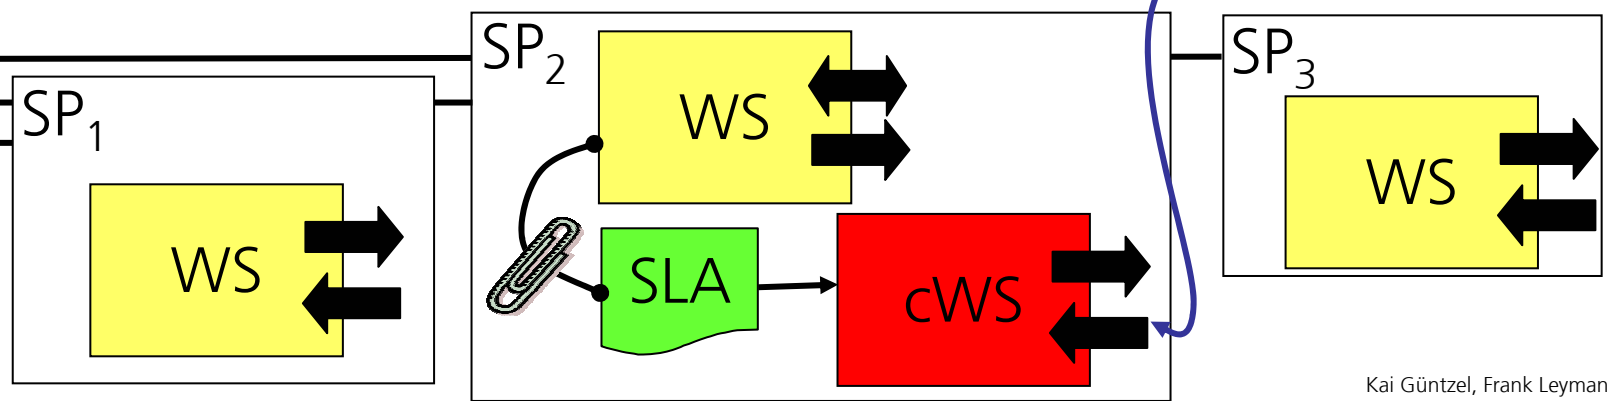 SP1
WS
SP2
WS
SLA
cWS
SP3
WS
Kai Güntzel, Frank Leyman